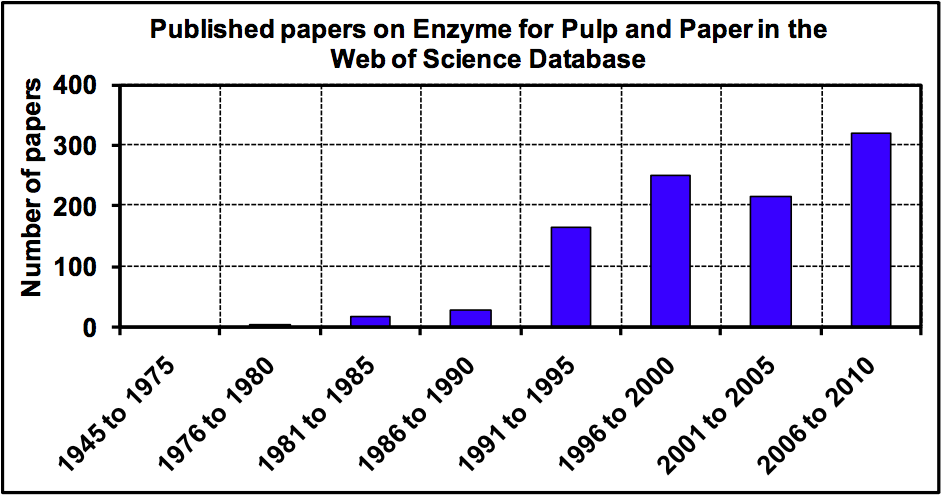 Published papers on Enzyme for Pulp and Paper in the
Web of Science Database
Number of papers
400
300
200
100
0
1945 to 1975
1976 to 1980
1981 to 1985
1986 to 1990
1991 to 1995
1996 to 2000
2001 to 2005
2006 to 2010